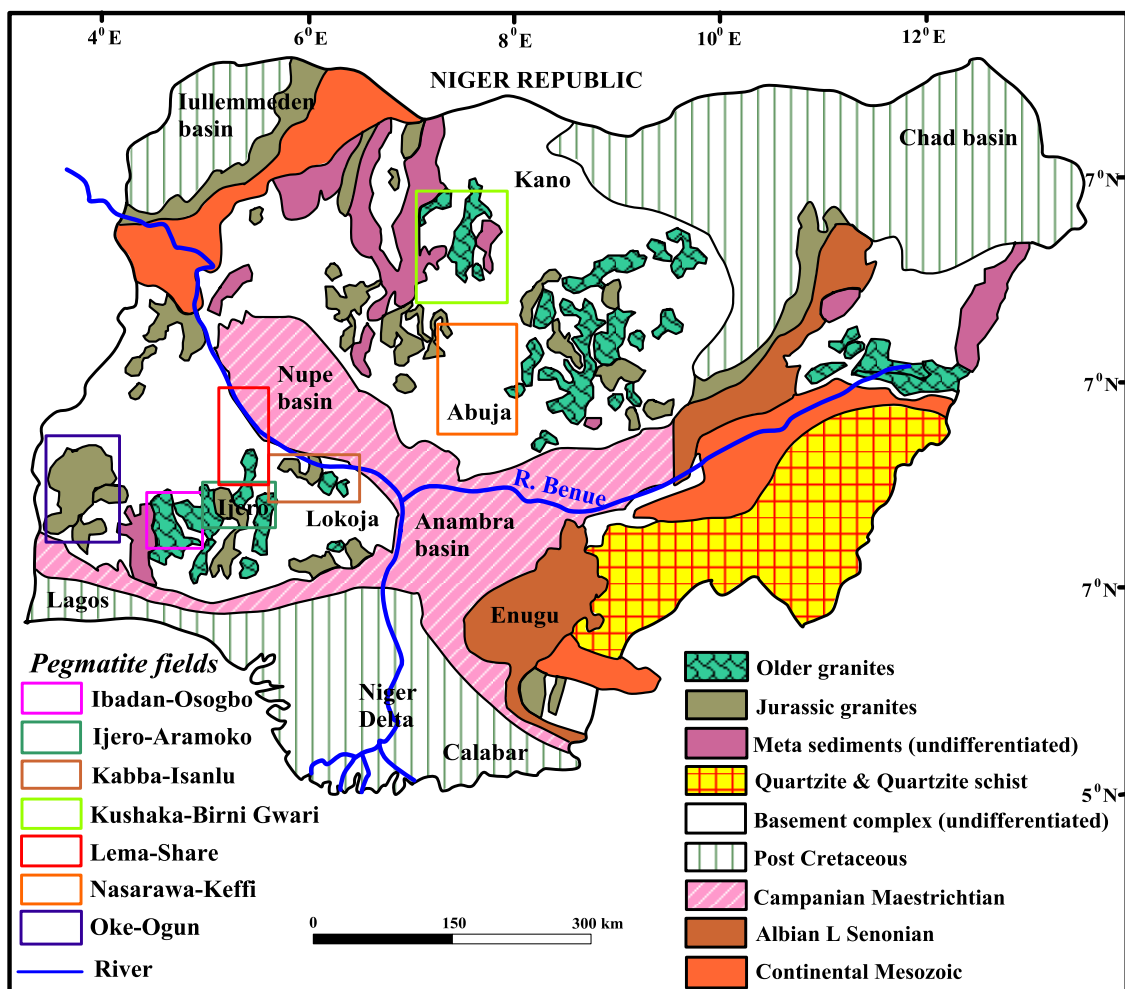 4⁰E 6⁰E 8⁰E 10⁰E 12⁰E
NIGER REPUBLIC
Iullemmeden
basin
Chad basin
Kano
7⁰N
Nupe
basin
7⁰N
Abuja
R. Benue
Ijero
Lokoja
Anambra
basin
Lagos
Enugu
7⁰N
Niger
Delta
Calabar
5⁰N
Pegmatite fields
Ibadan-Osogbo
Ijero-Aramoko
Kabba-Isanlu
Kushaka-Birni Gwari
Lema-Share
Nasarawa-Keffi
Oke-Ogun
River
0 150 300 km
Older granites
Jurassic granites
Meta sediments (undifferentiated)
Quartzite & Quartzite schist
Basement complex (undifferentiated)
Post Cretaceous
Campanian Maestrichtian
Albian L Senonian
Continental Mesozoic